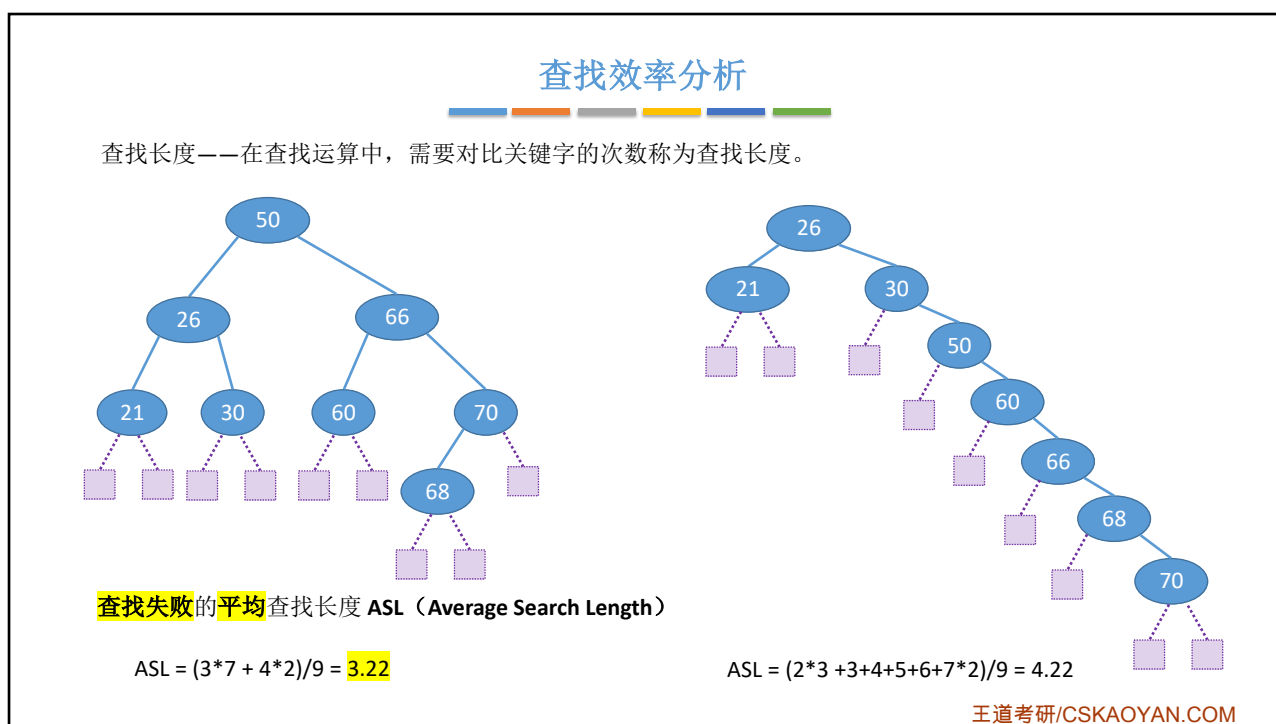 查找效率分析
查找长度——在查找运算中，需要对比关键字的次数称为查找长度。
50
26
66
21
30
60
70
68
26
21
30
50
60
66
68
70
查找失败的平均查找长度 ASL（Average Search Length）
ASL = (3*7 + 4*2)/9 = 3.22
ASL = (2*3 +3+4+5+6+7*2)/9 = 4.22
王道考研/CSKAOYAN.COM